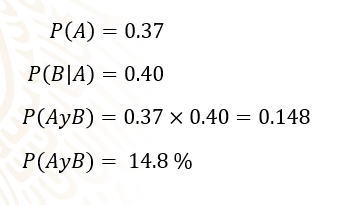 P(A) = 0.37
P(B|A) = 0.40
P(AyB) = 0.37 × 0.40 = 0.148
P(AyB) = 14.8 %